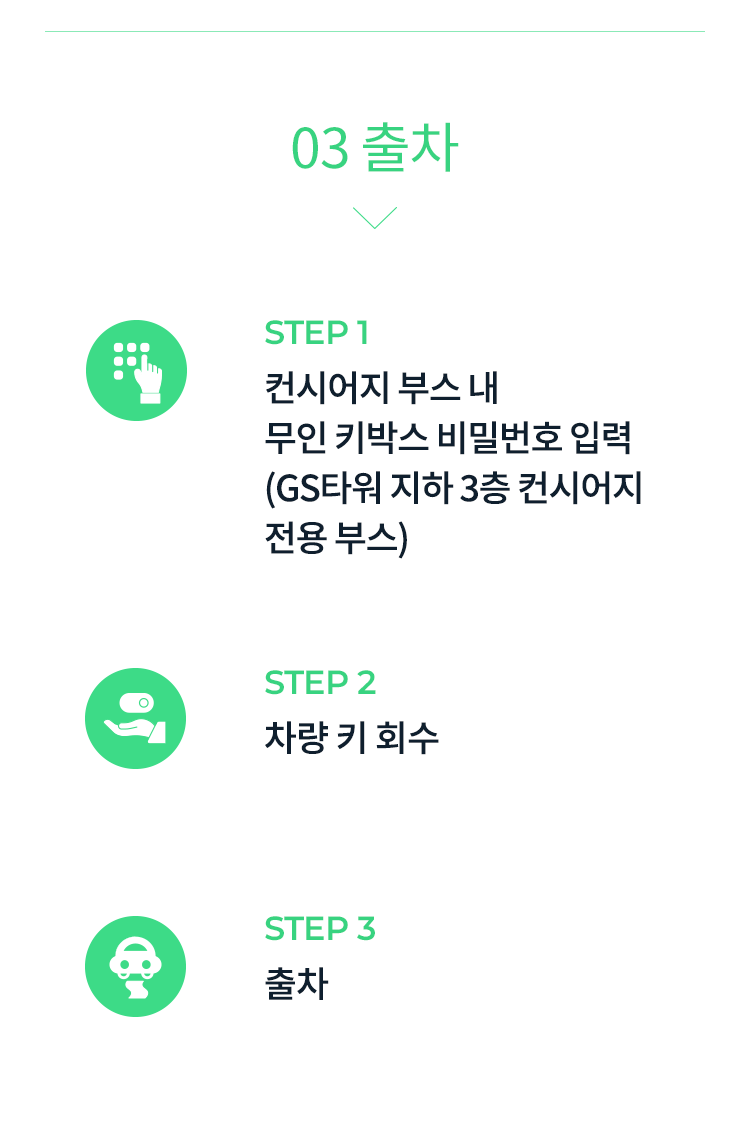 03 출차
STEP 1
컨시어지 부스 내
무인 키박스 비밀번호 입력
(GS타워 지하 3층 컨시어지
전용 부스)
STEP 2
차량 키 회수
STEP 3
출차